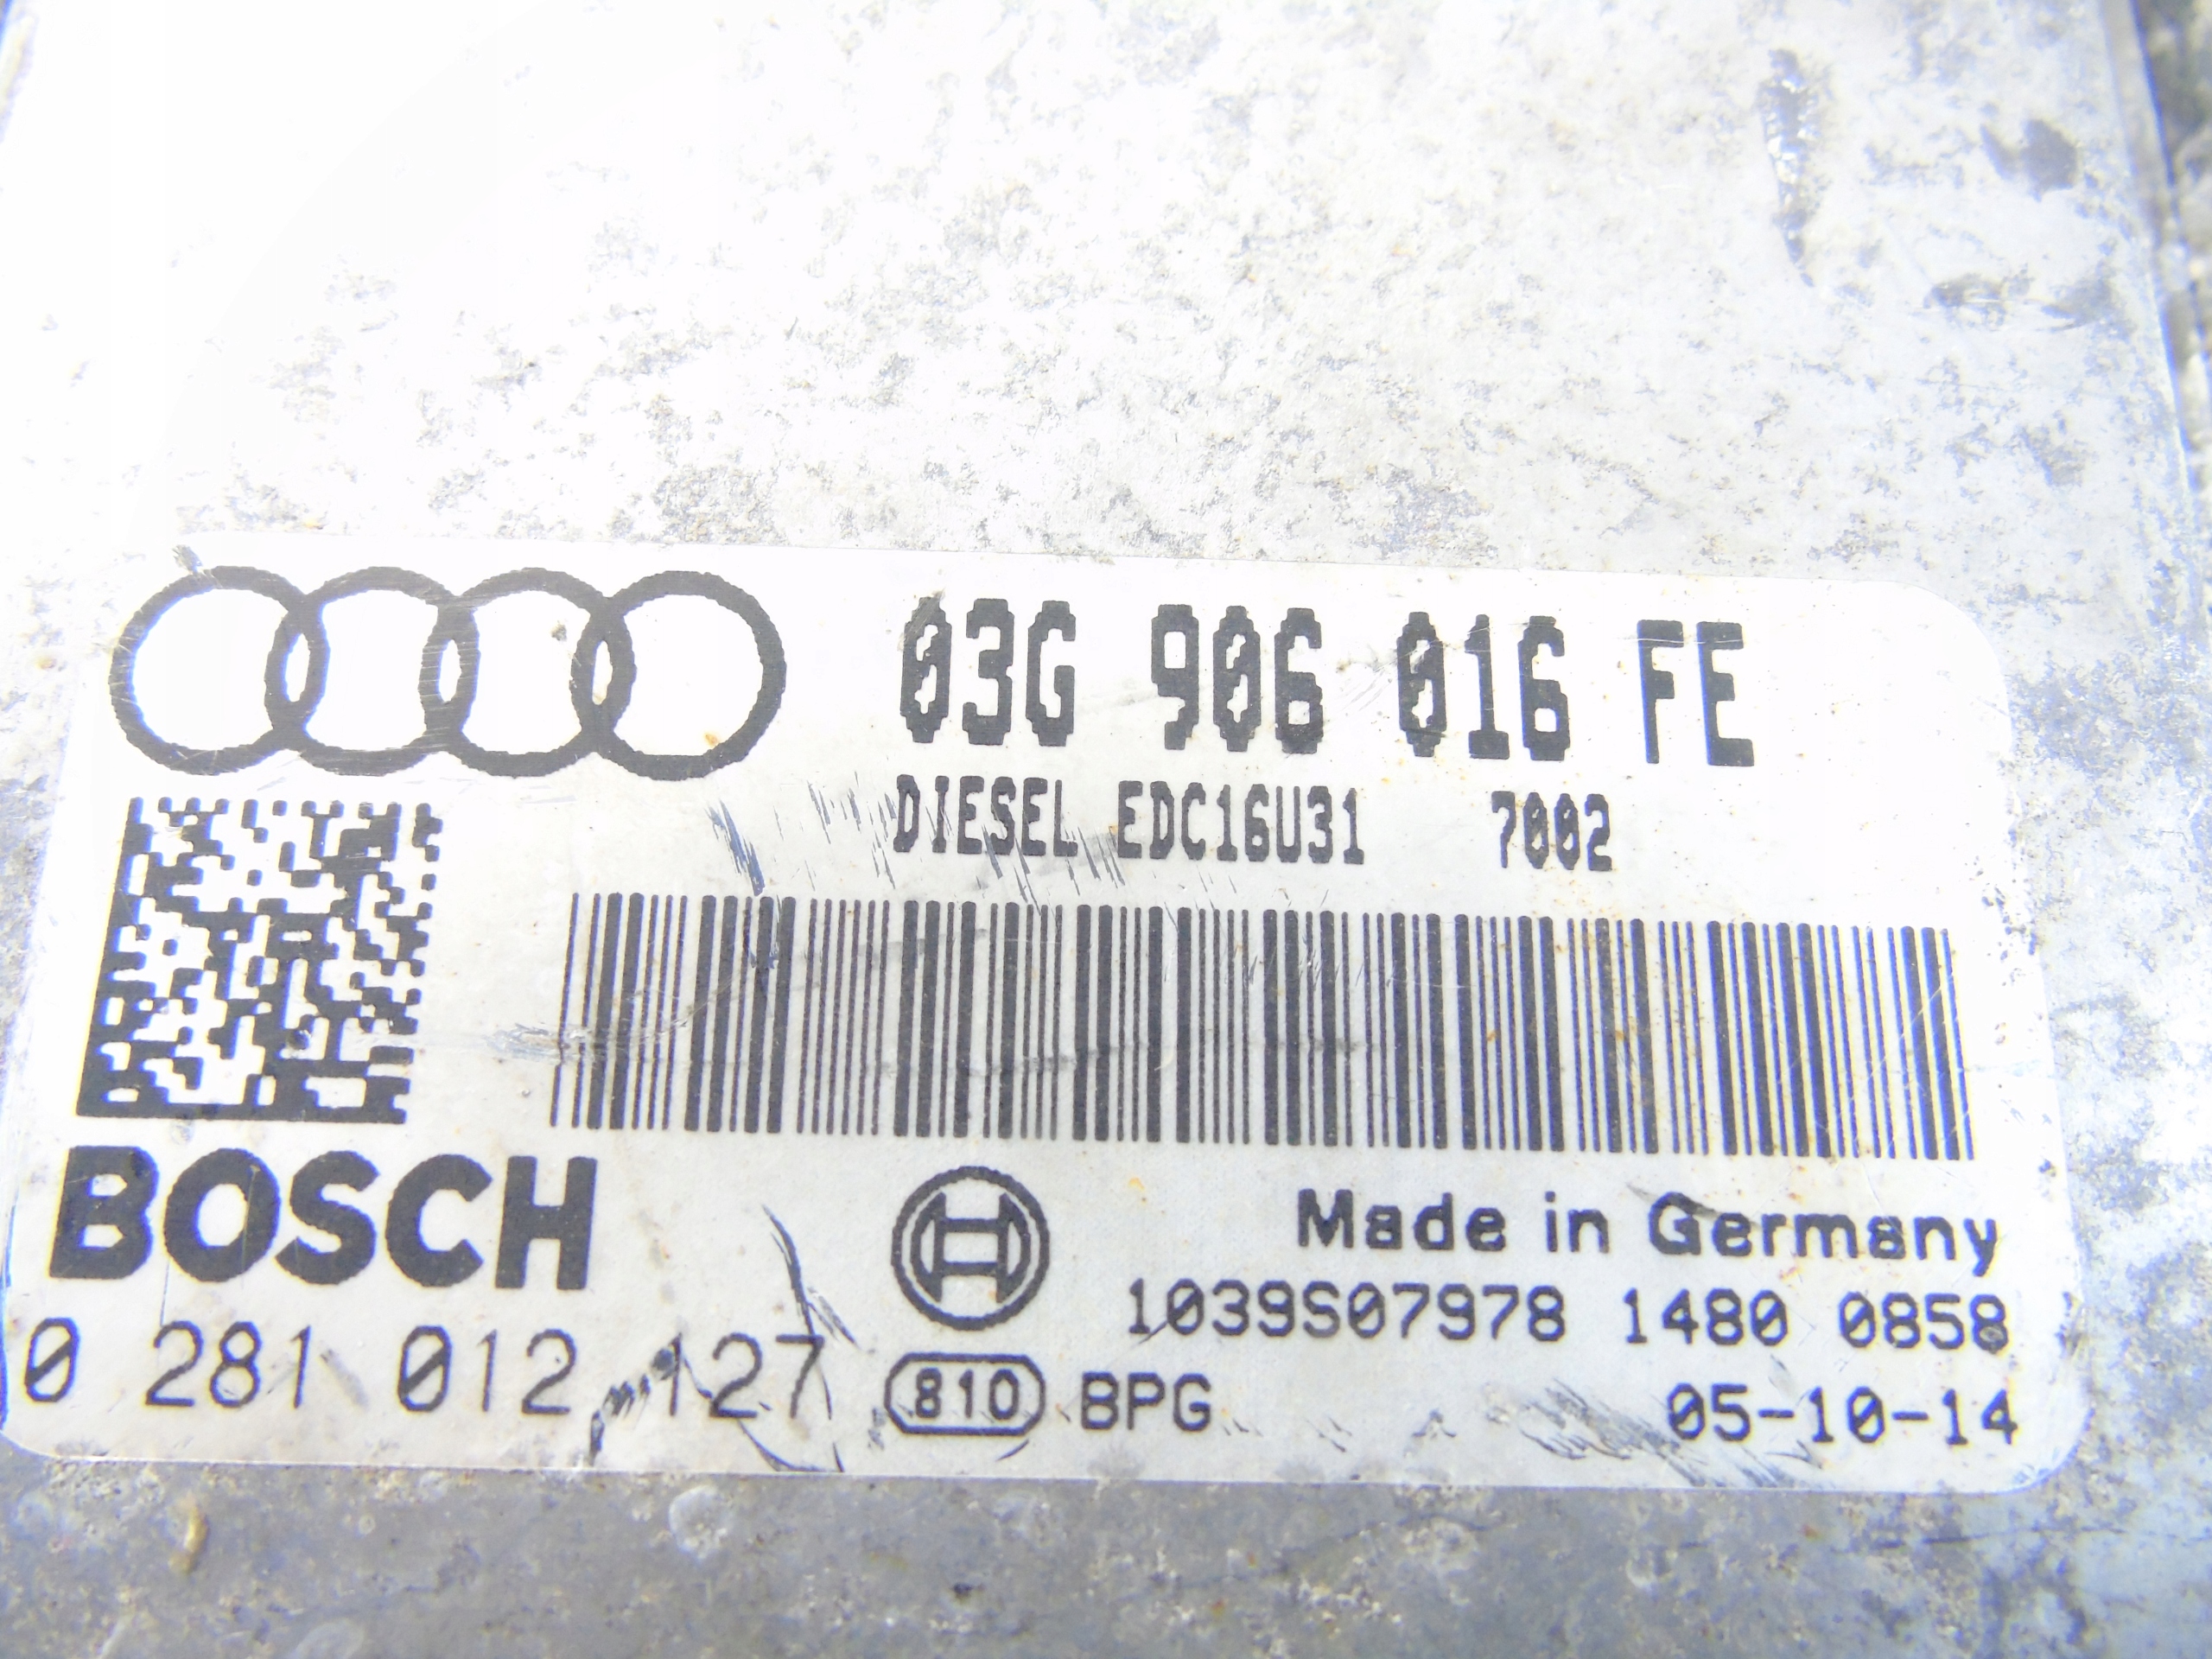 03G 906 016 FE
DIESEL EDC16U31 7002
BOSCH
Made in Germany
1039S07978 1480 0858
0 281 012 127
810 BPG
05-10-14